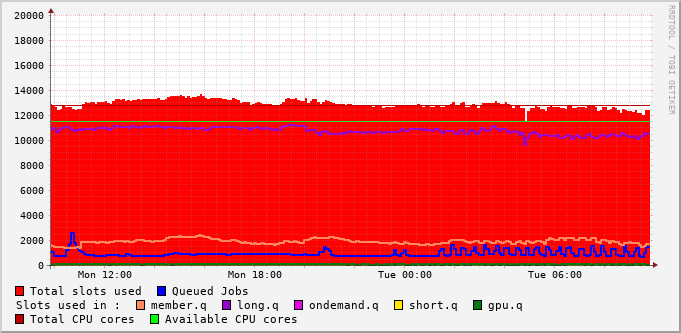 20000
18000
16000
14000
12000
10000
8000
6000
4000
2000
0
Mon 12:00 Mon 18:00 Tue 00:00 Tue 06:00
RRDTOOL / TOBI OETIKER
Total slots used Queued Jobs
Slots used in : member.q long.q ondemand.q short.q gpu.q
Total CPU cores Available CPU cores